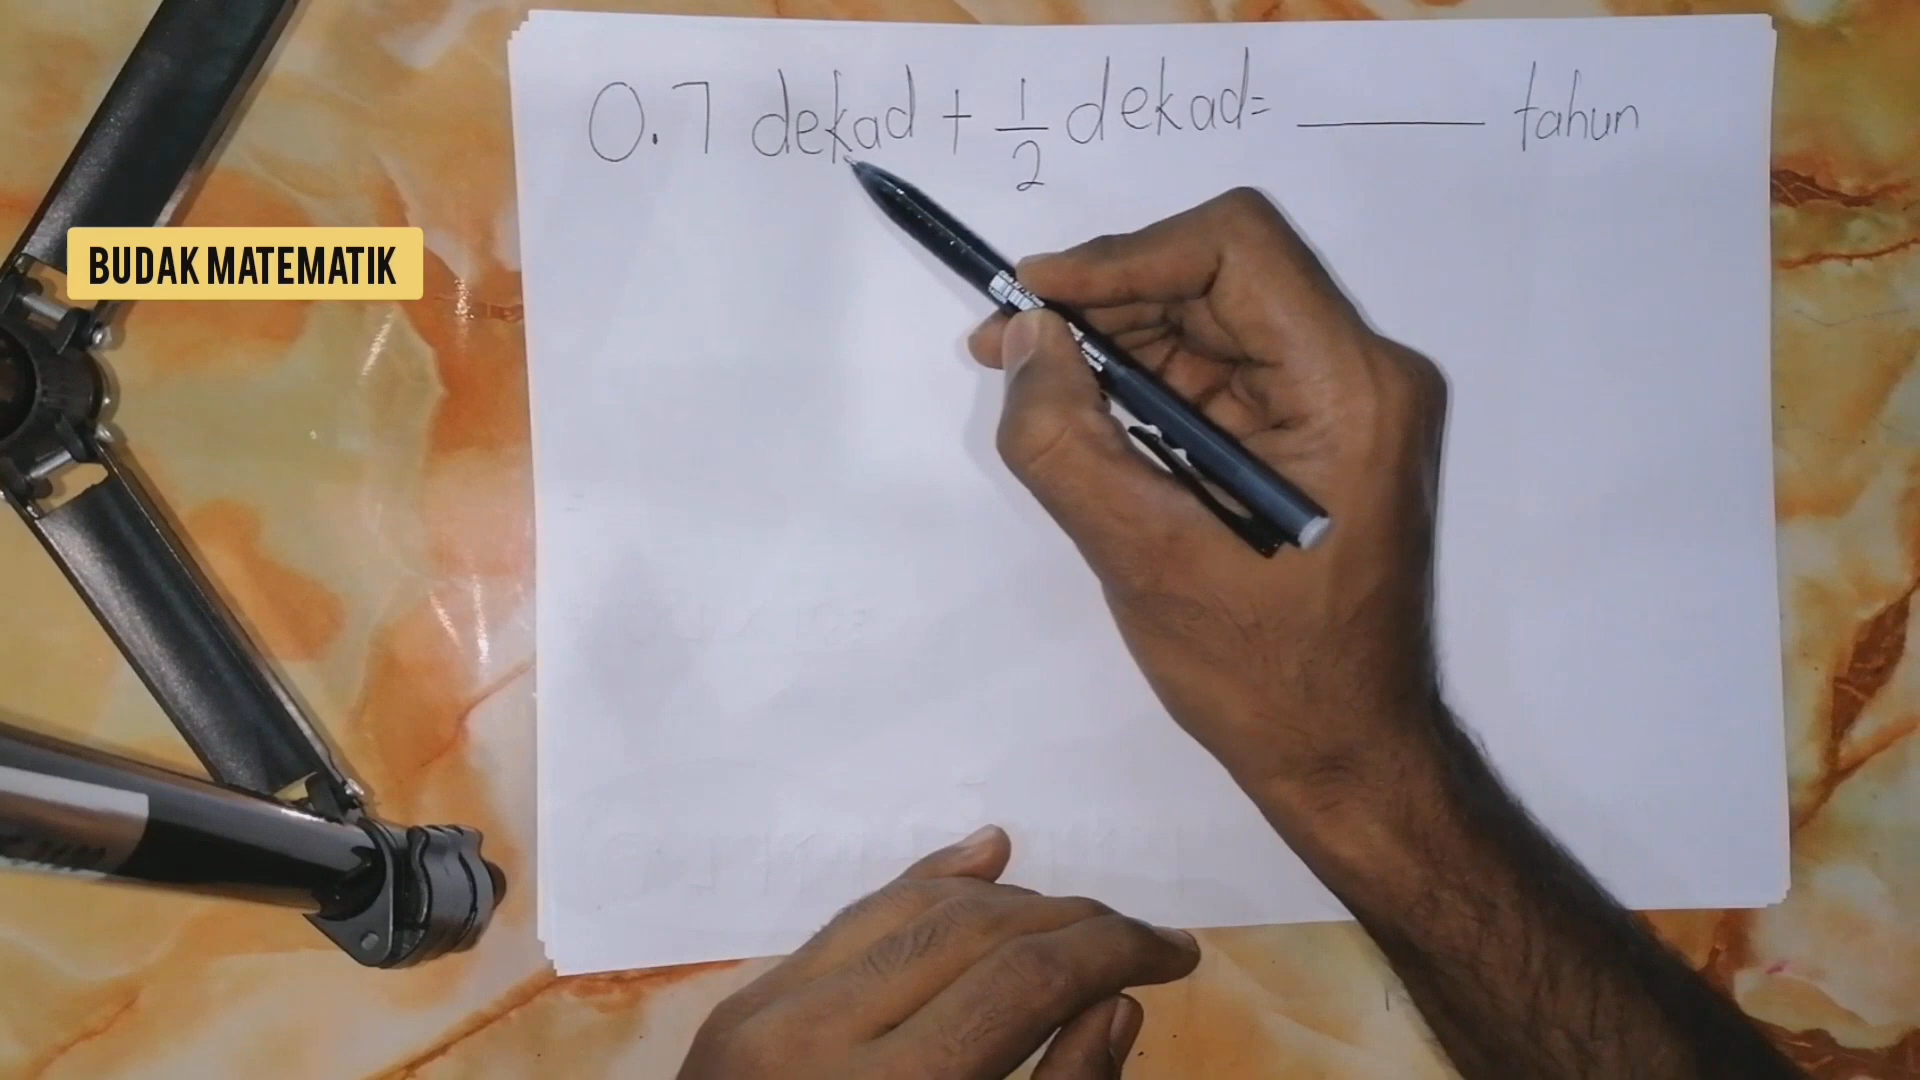 0.7 dekad + 1/2 dekad= ______ tahun
BUDAK MATEMATIK